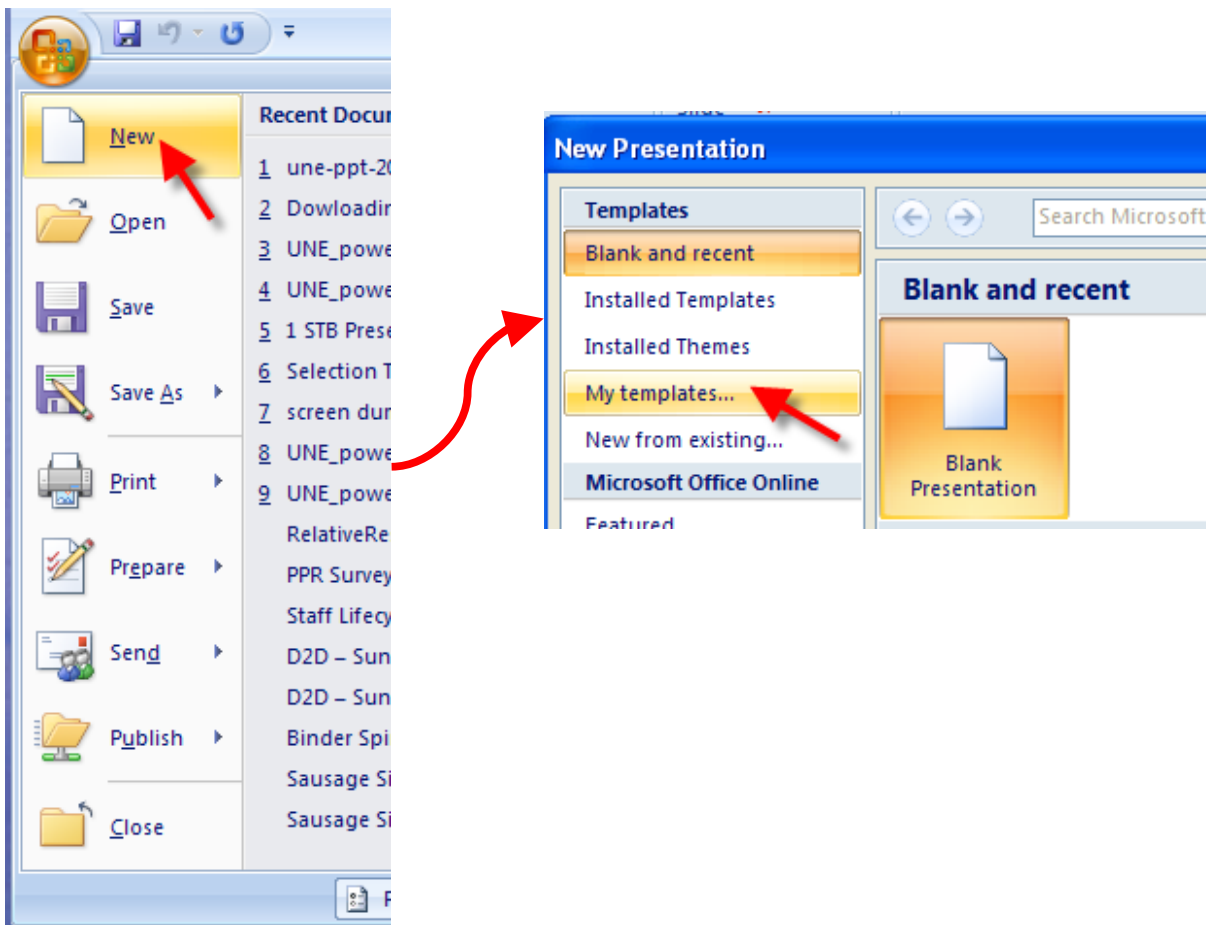 New
Open
Save
Save As
Print
Prepare
Send
Publish
Close
Recent Docu
1 une-ppt-20
2 Dowloadin
3 UNE_powe
4 UNE_powe
5 1 STB Prese
6 Selection T
7 screen dur
8 UNE_powe
9 UNE_powe
RelativeRe
PPR Survey
Staff Lifecy
D2D – Sun
D2D – Sun
Binder Spi
Sausage Si
Sausage Si
New Presentation
Templates
Blank and recent
Installed Templates
Installed Themes
My templates...
New from existing...
Microsoft Office Online
Featured
Search Microsoft
Blank and recent
Blank
Presentation